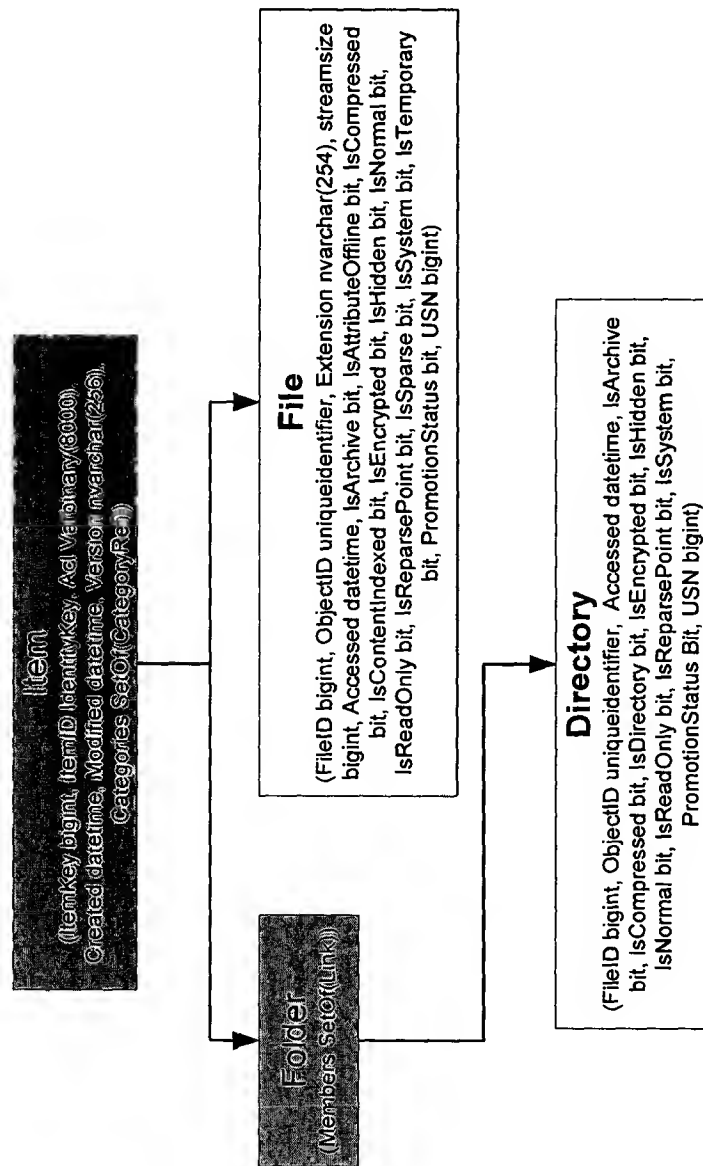 Item
(ItemKey bigint, ItemID IdentityKey, Acl Varbinary(8000)
Created datetime, Modified datetime, Version nvarchar(256),
Categories SetOf(CategoryRef))
Folder
(Members SetOf(Link))
File
(FileID bigint, ObjectID uniqueidentifier, Extension nvarchar(254), streamsize
bigint, Accessed datetime, IsArchive bit, IsAttributeOffline bit, IsCompressed
bit, IsContentIndexed bit, IsEncrypted bit, IsHidden bit, IsNormal bit,
IsReadOnly bit, IsReparsePoint bit, IsSparse bit, IsSystem bit, IsTemporary
bit, PromotionStatus bit, USN bigint)
Directory
(FileID bigint, ObjectID uniqueidentifier, Accessed datetime, IsArchive
bit, IsCompressed bit, IsDirectory bit, IsEncrypted bit, IsHidden bit,
IsNormal bit, IsReadOnly bit, IsReparsePoint bit, IsSystem bit,
PromotionStatus Bit, USN bigint)